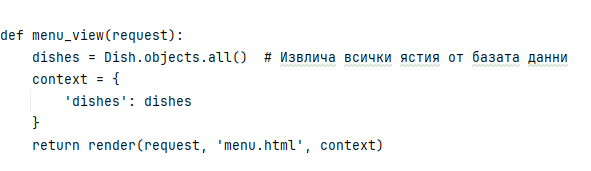 def menu_view(request):
    dishes = Dish.objects.all()  # Извлича всички ястия от базата данни
    context = {
        'dishes': dishes
    }
    return render(request, 'menu.html', context)